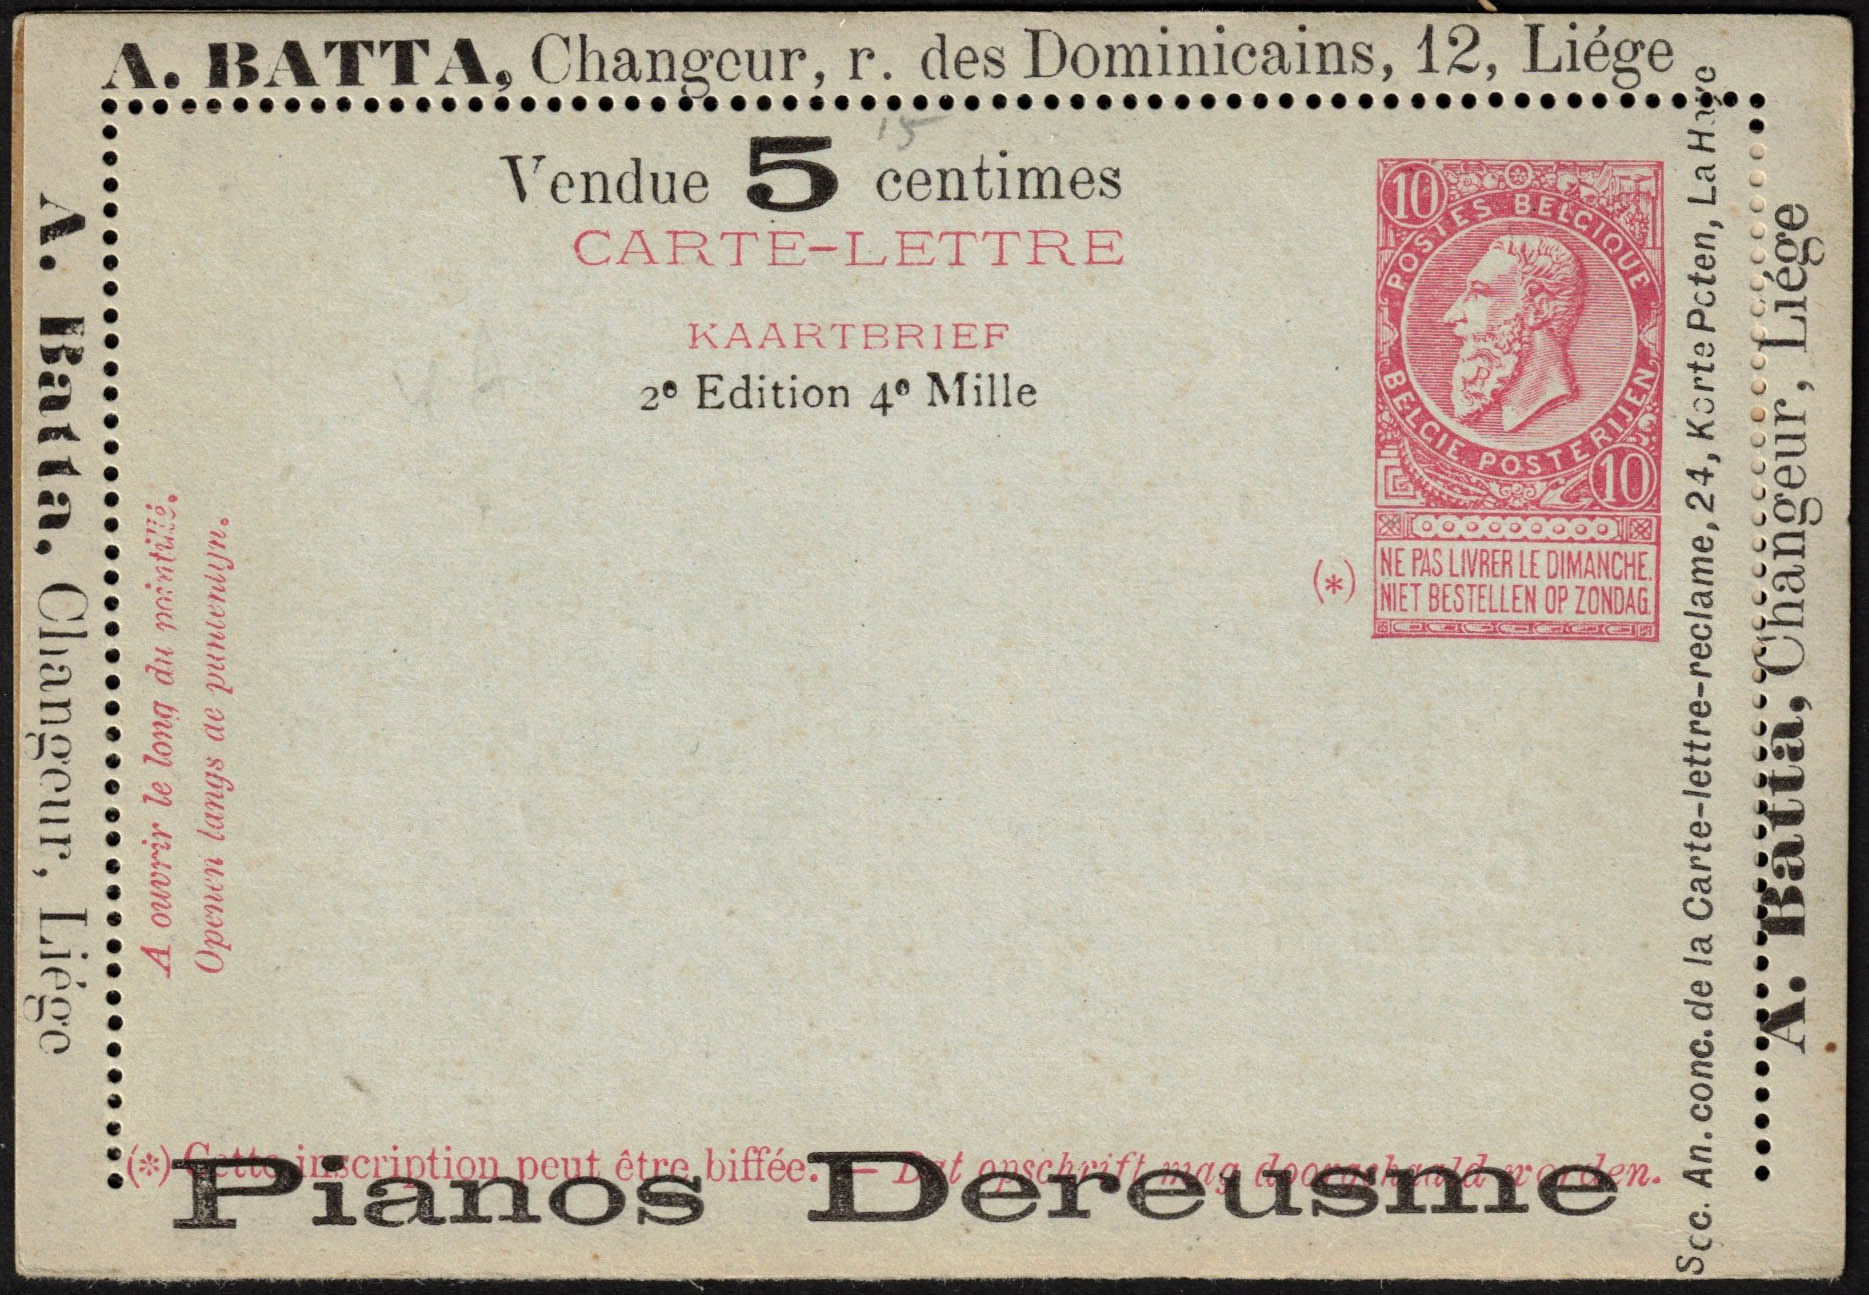 A. BATTA, Changeur, r. des Dominicains, 12, Liége
15
Vendue 5 centimes
CARTE-LETTRE
KAARTBRIEF
2e Edition 4e Mille
10
POSTES BELGIQUE
BELGIE POSTERIJEN
10
(*)
NE PAS LIVRER LE DIMANCHE.
NIET BESTELLEN OP ZONDAG.
A. Batta, Changeur, Liége
A ouvrir le long du pointillé.
Openen langs de puntenlijn.
Soc. An. conc. de la Carte-lettre-reclame, 24, Korte Poten, La Haye
A. Batta, Changeur, Liége
(*) Cette inscription peut être biffée. — Dat opschrift mag doorgehaald worden.
Pianos Dereusme